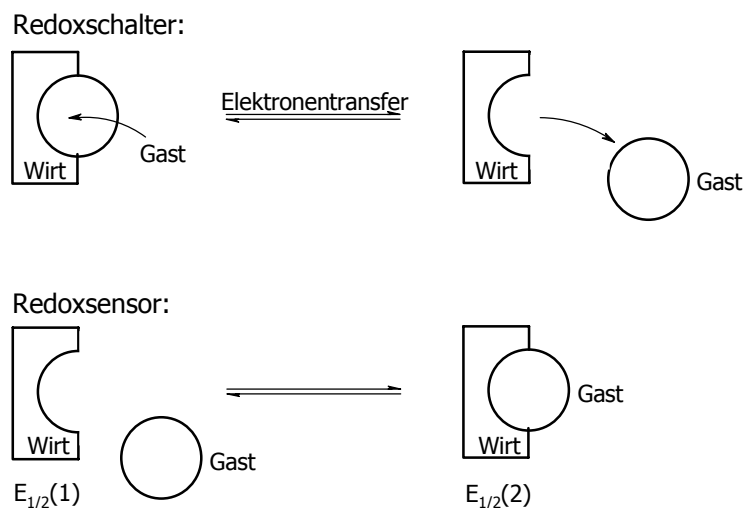 Redoxschalter:
Elektronentransfer
Gast
Wirt
Wirt
Gast
Redoxsensor:
Gast
Wirt
Gast
Wirt
E1/2(1)
E1/2(2)